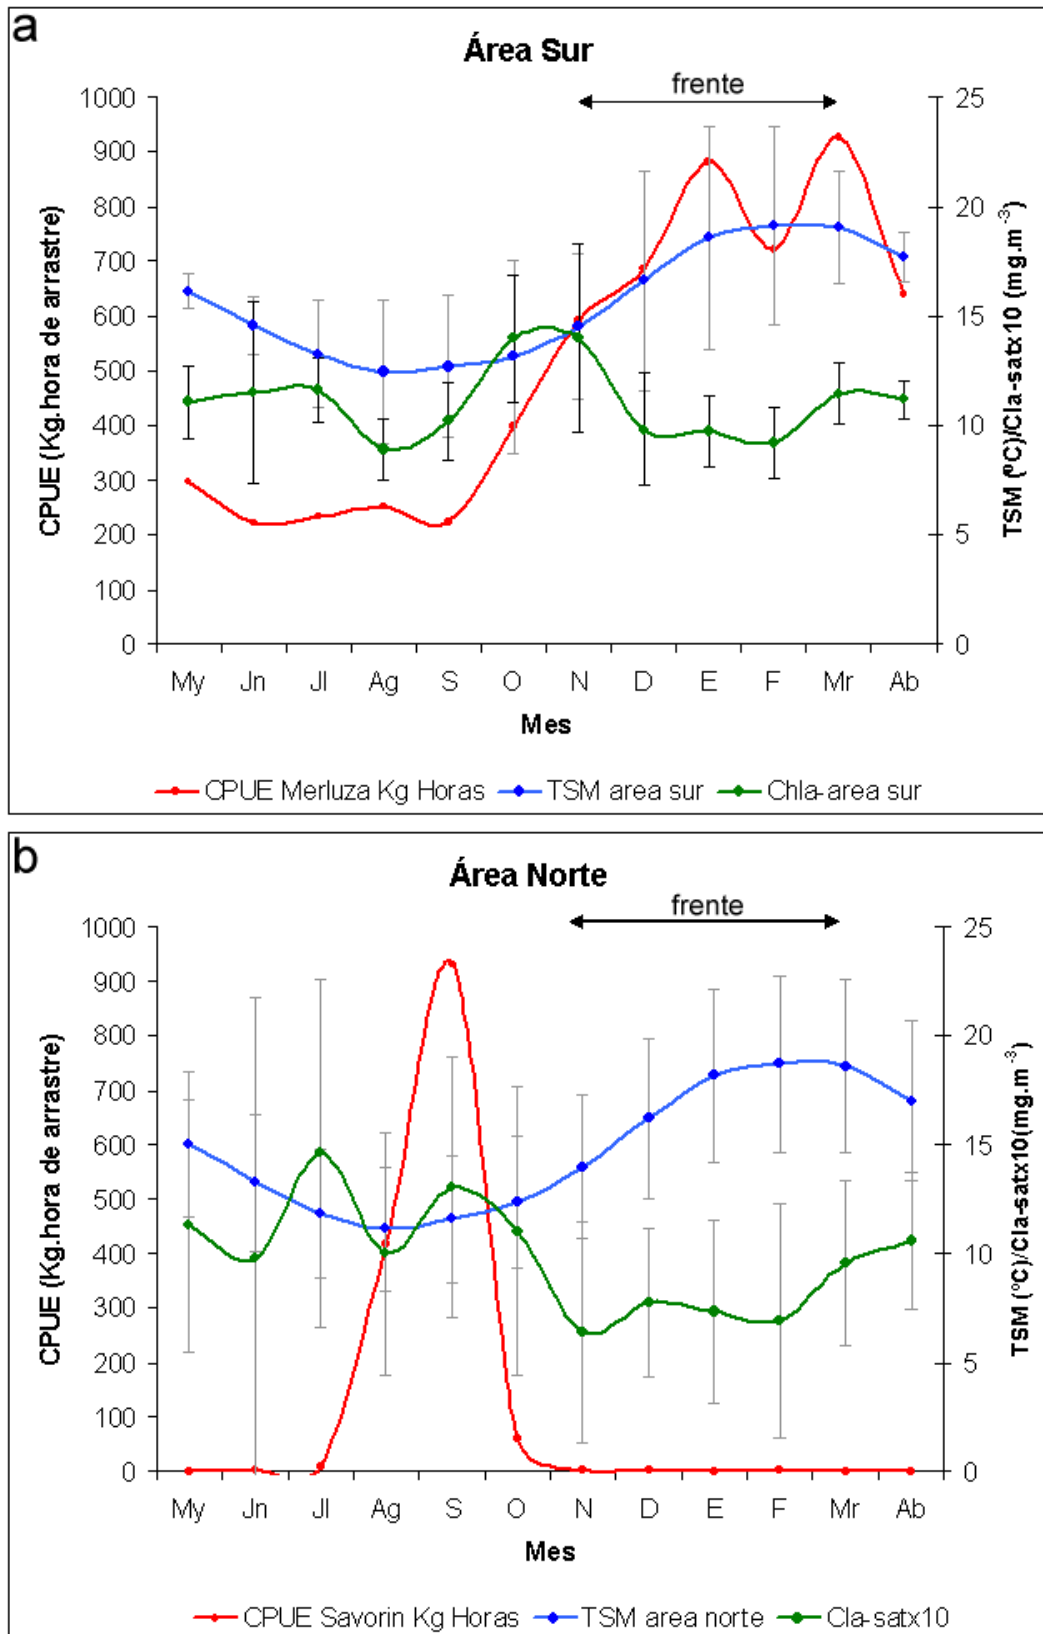 a
Área Sur
frente
1000
900
800
700
600
500
400
300
200
100
0
25
20
15
10
5
0
CPUE (Kg.hora de arrastre)
TSM (ºC)/Cla-satx10 (mg.m-3)
My Jn Jl Ag S O N D E F Mr Ab
Mes
CPUE Merluza Kg Horas TSM area sur Chla-area sur
b
Área Norte
frente
1000
900
800
700
600
500
400
300
200
100
0
25
20
15
10
5
0
CPUE (Kg.hora de arrastre)
TSM (ºC)/Cla-satx10(mg.m-3)
My Jn Jl Ag S O N D E F Mr Ab
Mes
CPUE Savorin Kg Horas TSM area norte Cla-satx10